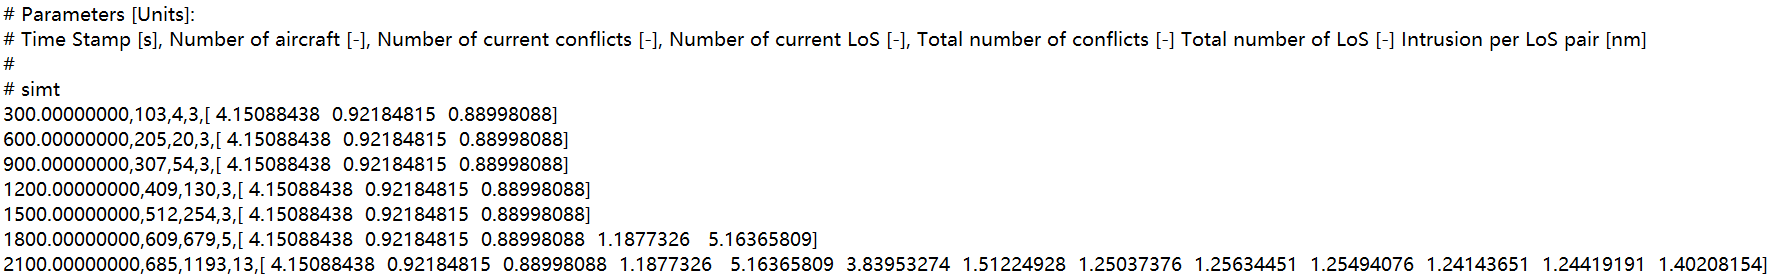 # Parameters [Units]:
# Time Stamp [s], Number of aircraft [-], Number of current conflicts [-], Number of current LoS [-], Total number of conflicts [-] Total number of LoS [-] Intrusion per LoS pair [nm]
#
# simt
300.00000000,103,4,3,[ 4.15088438  0.92184815  0.88998088]
600.00000000,205,20,3,[ 4.15088438  0.92184815  0.88998088]
900.00000000,307,54,3,[ 4.15088438  0.92184815  0.88998088]
1200.00000000,409,130,3,[ 4.15088438  0.92184815  0.88998088]
1500.00000000,512,254,3,[ 4.15088438  0.92184815  0.88998088]
1800.00000000,609,679,5,[ 4.15088438  0.92184815  0.88998088  1.1877326   5.16365809]
2100.00000000,685,1193,13,[ 4.15088438  0.92184815  0.88998088  1.1877326   5.16365809  3.83953274  1.51224928  1.25037376  1.25634451  1.25494076  1.24143651  1.24419191  1.40208154]